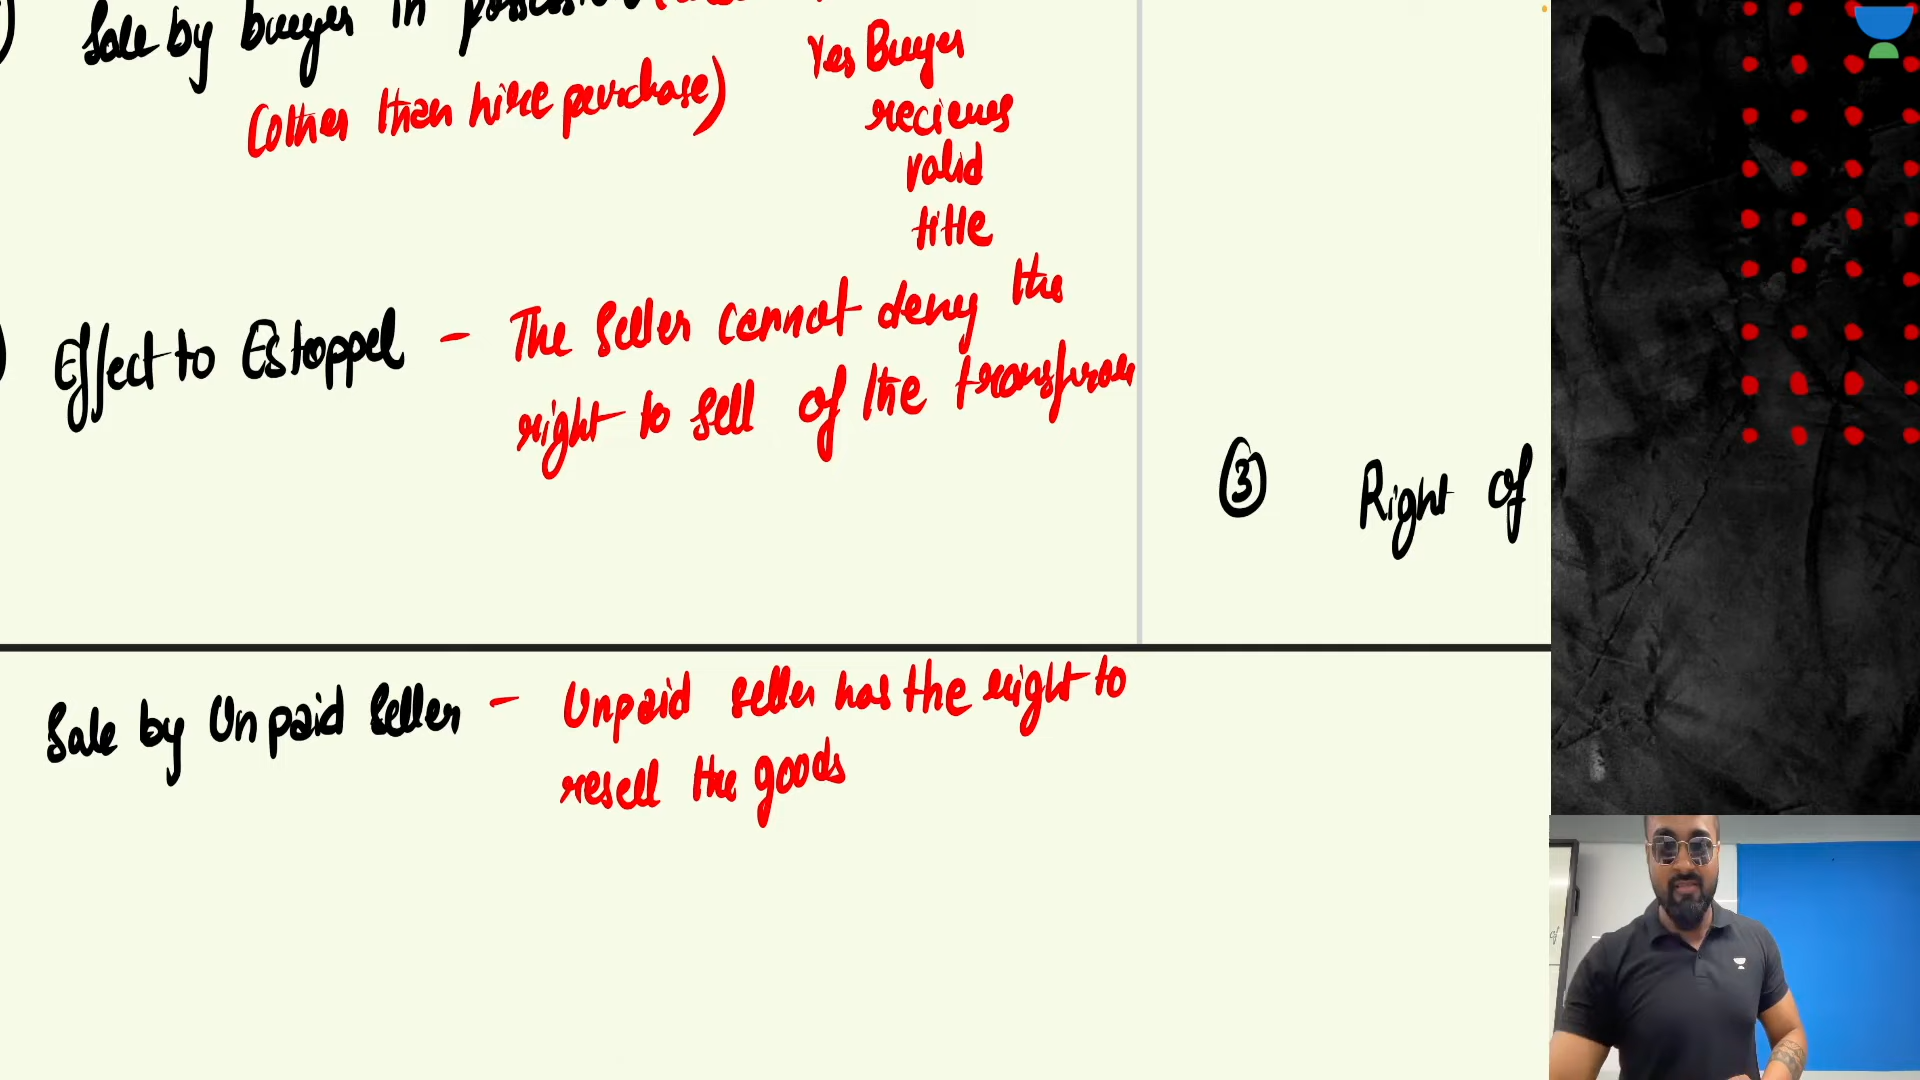 Sale by buyer in
(other than hire purchase)
Yes Buyer
recieves
valid
title
Effect to Estoppel - The Seller cannot deny the
right to sell of the
Sale by Unpaid Seller - Unpaid seller has the right to
resell the goods
③ Right of